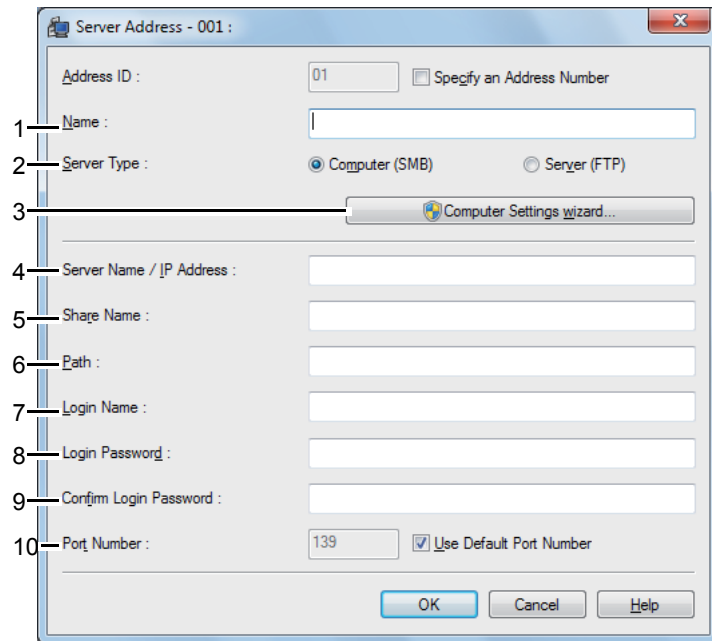 Server Address - 001 :
Address ID : 01 Specify an Address Number
1 Name :
2 Server Type : Computer (SMB) Server (FTP)
3 Computer Settings wizard...
4 Server Name / IP Address :
5 Share Name :
6 Path :
7 Login Name :
8 Login Password :
9 Confirm Login Password :
10 Port Number : 139 Use Default Port Number
OK Cancel Help